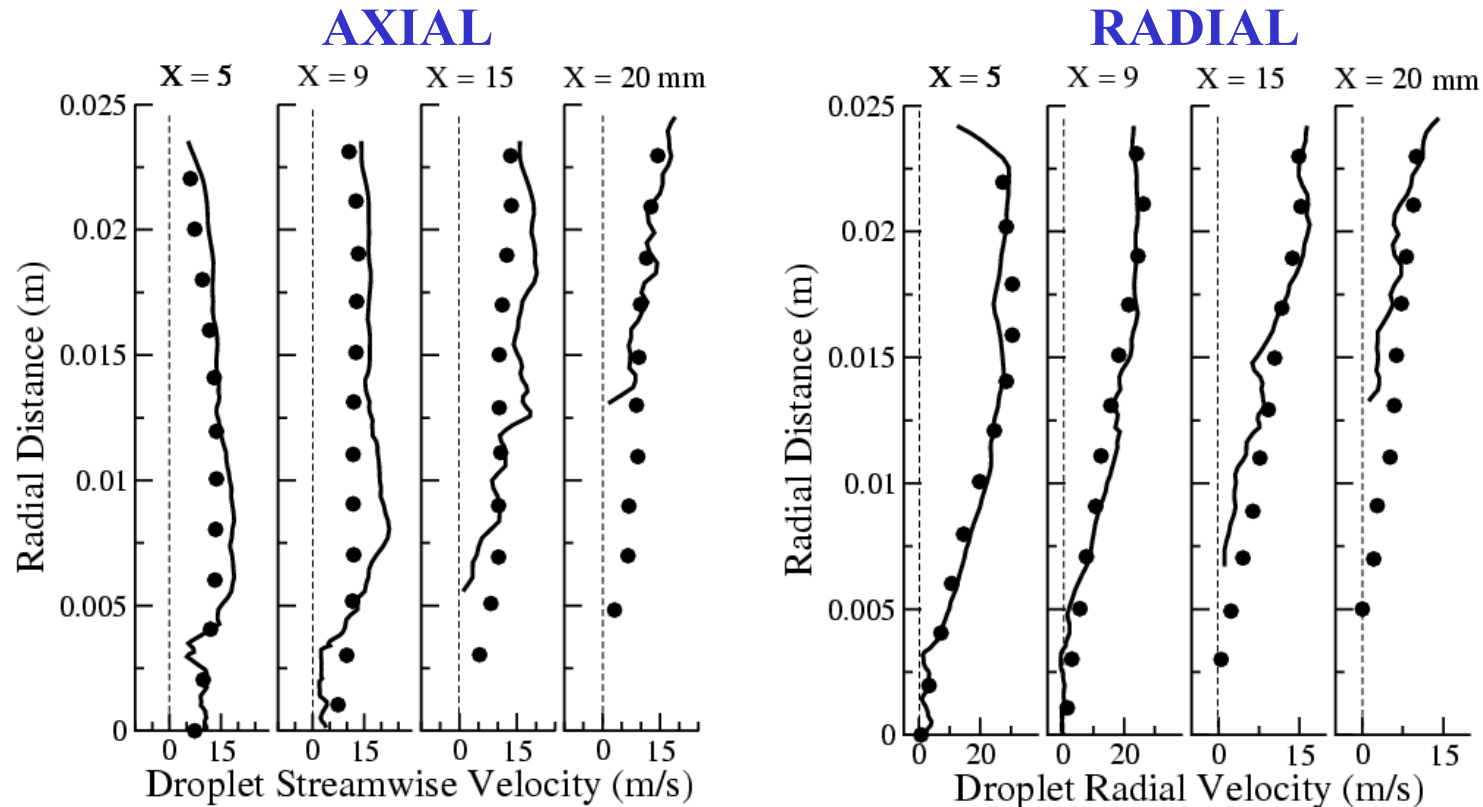 AXIAL
X = 5 X = 9 X = 15 X = 20 mm
0.025
0.02
0.015
0.01
0.005
0
Radial Distance (m)
0 15 0 15 0 15 0 15
Droplet Streamwise Velocity (m/s)
RADIAL
X = 5 X = 9 X = 15 X = 20 mm
0.025
0.02
0.015
0.01
0.005
0
Radial Distance (m)
0 20 0 20 0 15 0 15
Droplet Radial Velocity (m/s)